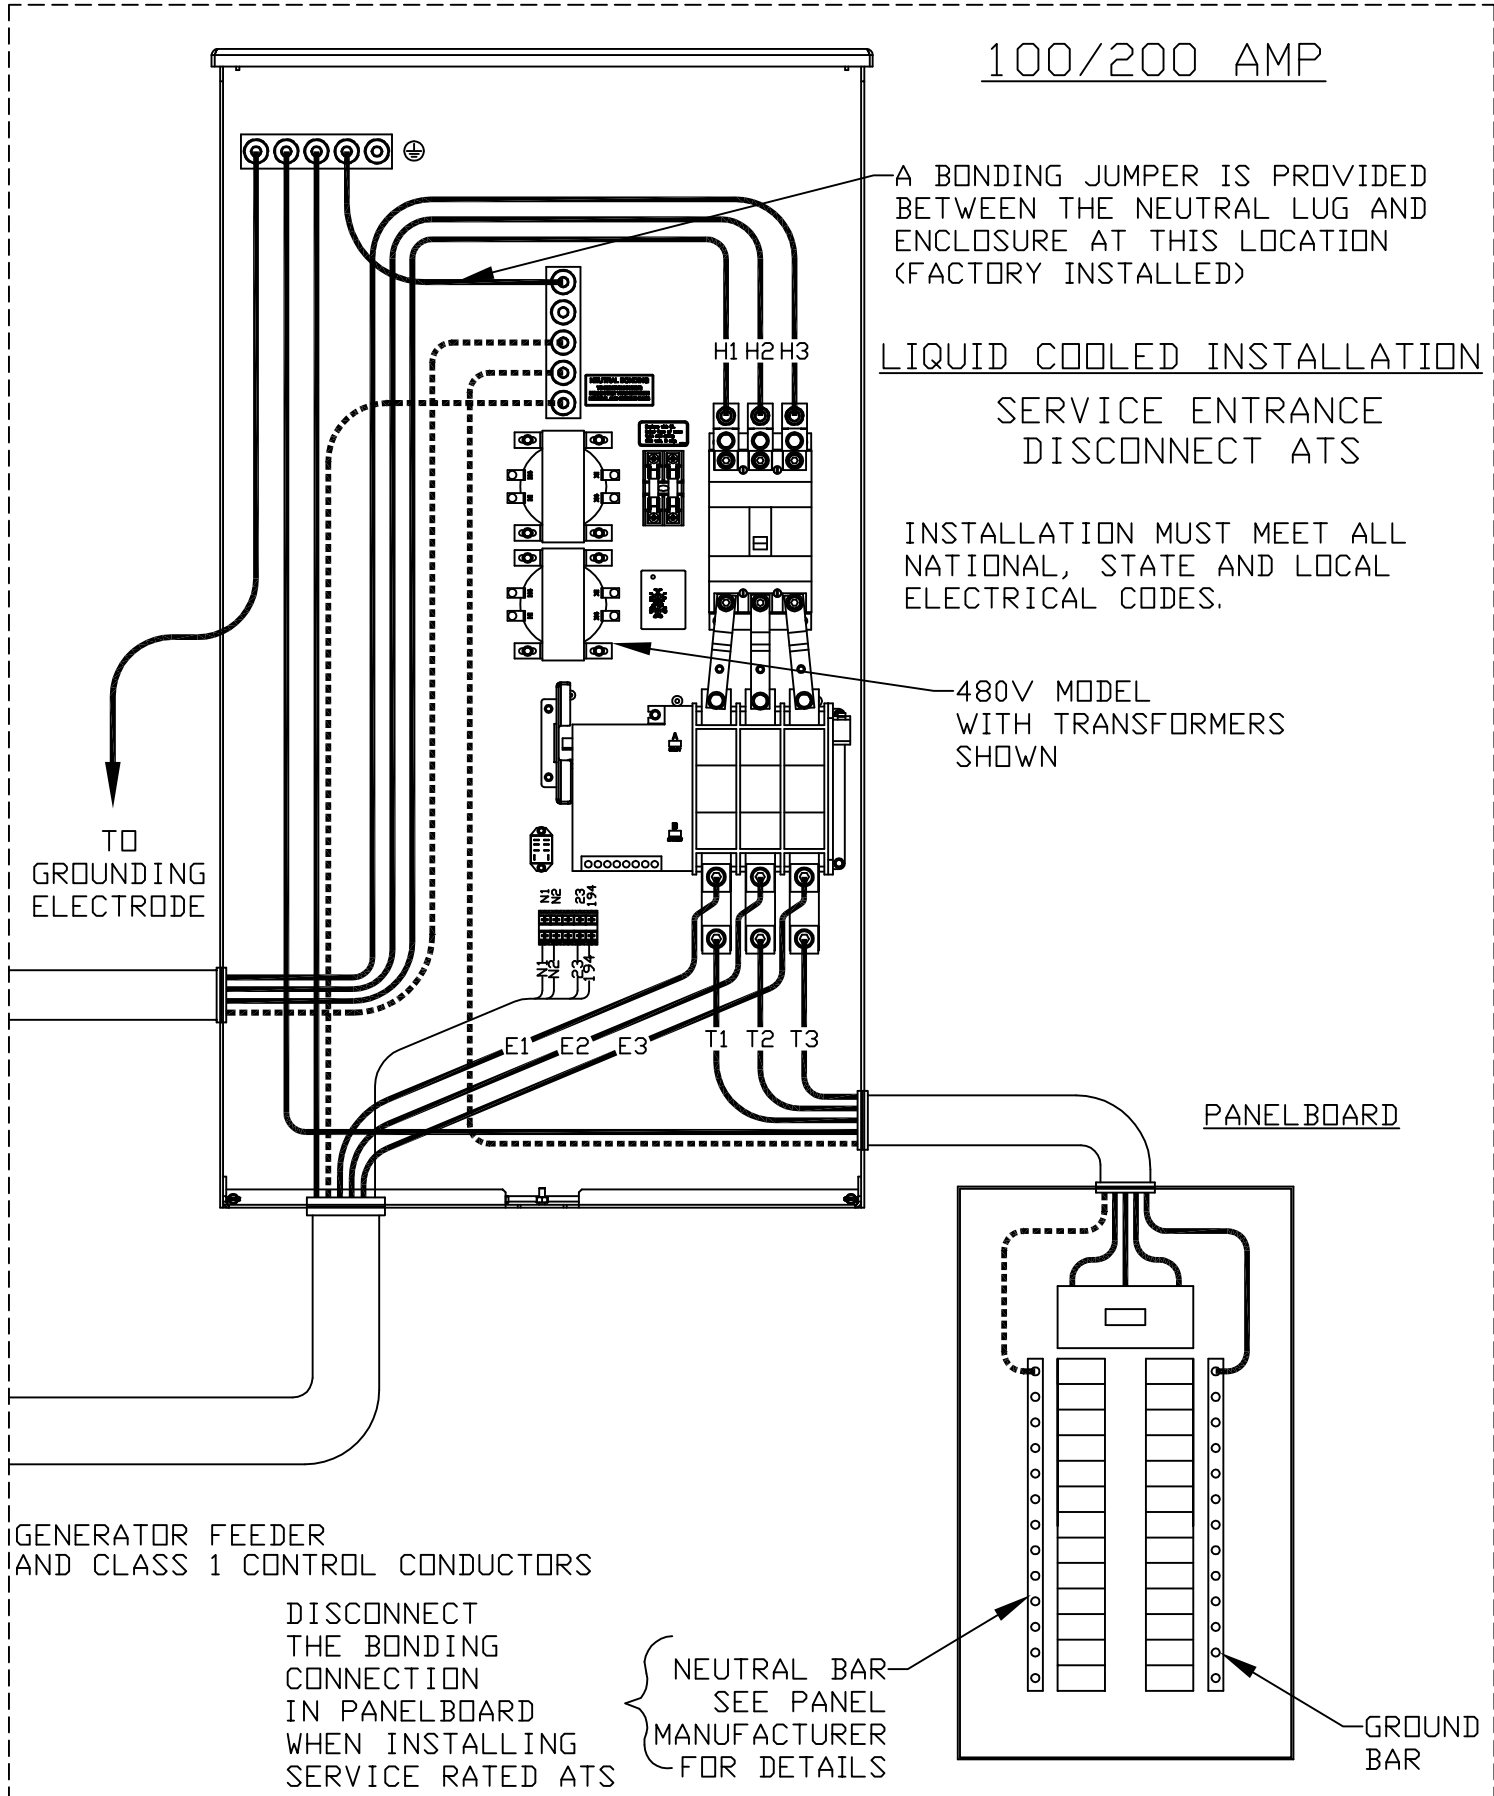 100/200 AMP
A BONDING JUMPER IS PROVIDED
BETWEEN THE NEUTRAL LUG AND
ENCLOSURE AT THIS LOCATION
(FACTORY INSTALLED)
H1 H2 H3
LIQUID COOLED INSTALLATION
SERVICE ENTRANCE
DISCONNECT ATS
NEUTRAL BONDING
INSTALLATION MUST MEET ALL
NATIONAL, STATE AND LOCAL
ELECTRICAL CODES.
480V MODEL
WITH TRANSFORMERS
SHOWN
A
B
TO
GROUNDING
ELECTRODE
N1
N2
23
194
N1
N2
23
194
E1 E2 E3
T1 T2 T3
PANELBOARD
GENERATOR FEEDER
AND CLASS 1 CONTROL CONDUCTORS
DISCONNECT
THE BONDING
CONNECTION
IN PANELBOARD
WHEN INSTALLING
SERVICE RATED ATS
NEUTRAL BAR
SEE PANEL
MANUFACTURER
FOR DETAILS
GROUND
BAR